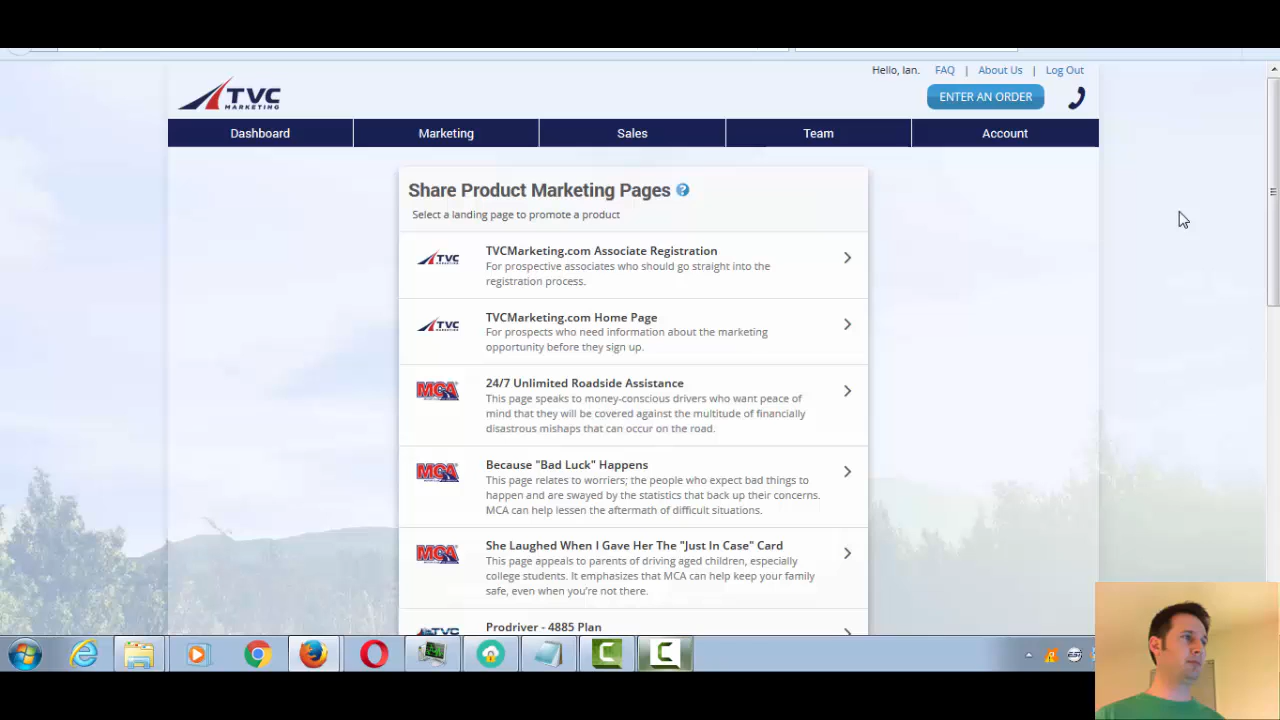 Hello, Ian. FAQ | About Us | Log Out
TVC
MARKETING
ENTER AN ORDER
Dashboard
Marketing
Sales
Team
Account
Share Product Marketing Pages ?
Select a landing page to promote a product
TVC
TVCMarketing.com Associate Registration
For prospective associates who should go straight into the
registration process.
TVC
TVCMarketing.com Home Page
For prospects who need information about the marketing
opportunity before they sign up.
MCA
24/7 Unlimited Roadside Assistance
This page speaks to money-conscious drivers who want peace of
mind that they will be covered against the multitude of financially
disastrous mishaps that can occur on the road.
MCA
Because "Bad Luck" Happens
This page relates to worriers; the people who expect bad things to
happen and are swayed by the statistics that back up their concerns.
MCA can help lessen the aftermath of difficult situations.
MCA
She Laughed When I Gave Her The "Just In Case" Card
This page appeals to parents of driving aged children, especially
college students. It emphasizes that MCA can help keep your family
safe, even when you're not there.
TVC
Prodriver - 4885 Plan